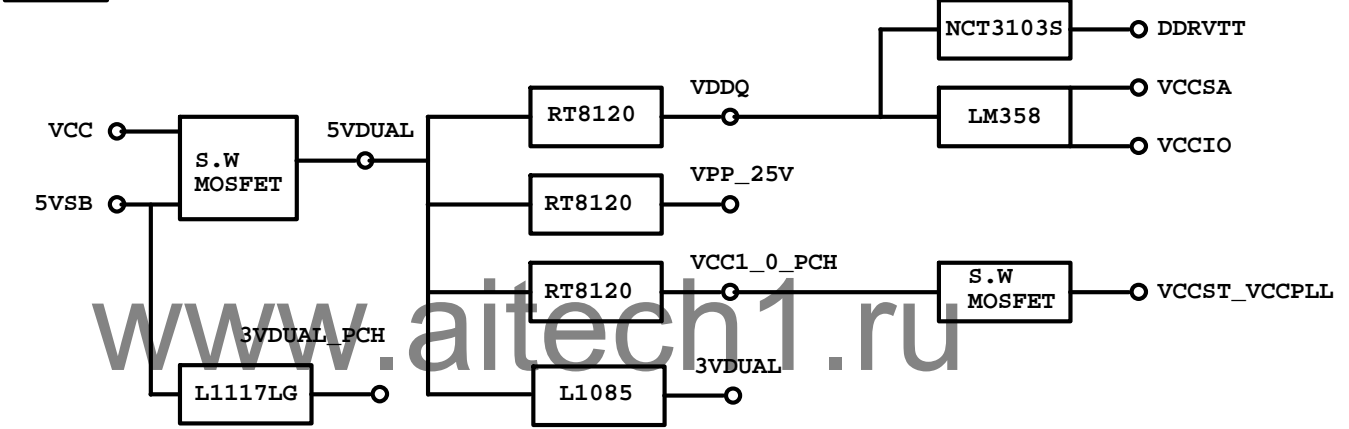 NCT3103S
DDRVTT
VDDQ
VCCSA
RT8120
LM358
VCC
5VDUAL
VCCIO
S.W
MOSFET
VPP_25V
5VSB
RT8120
VCC1_0_PCH
S.W
MOSFET
RT8120
VCCST_VCCPLL
www.aitech1.ru
3VDUAL_PCH
3VDUAL
L1117LG
L1085